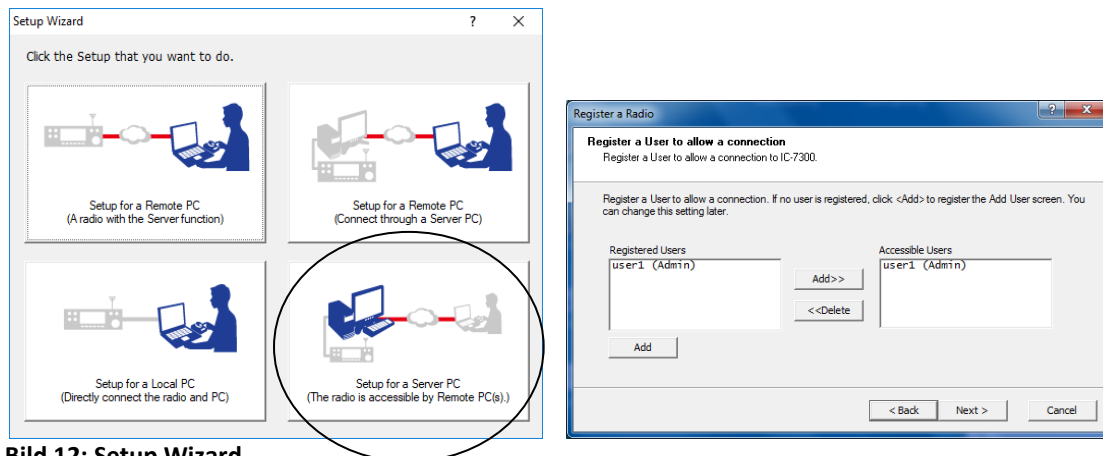 Setup Wizard
Click the Setup that you want to do.
Setup for a Remote PC
(A radio with the Server function)
Setup for a Remote PC
(Connect through a Server PC)
Setup for a Local PC
(Directly connect the radio and PC)
Setup for a Server PC
(The radio is accessible by Remote PC(s).)
Register a Radio
Register a User to allow a connection
Register a User to allow a connection to IC-7300.
Register a User to allow a connection. If no user is registered, click <Add> to register the Add User screen. You
can change this setting later.
Registered Users
user1 (Admin)
Add>>
<<Delete
Accessible Users
user1 (Admin)
Add
< Back
Next >
Cancel
Bild 12: Setup Wizard